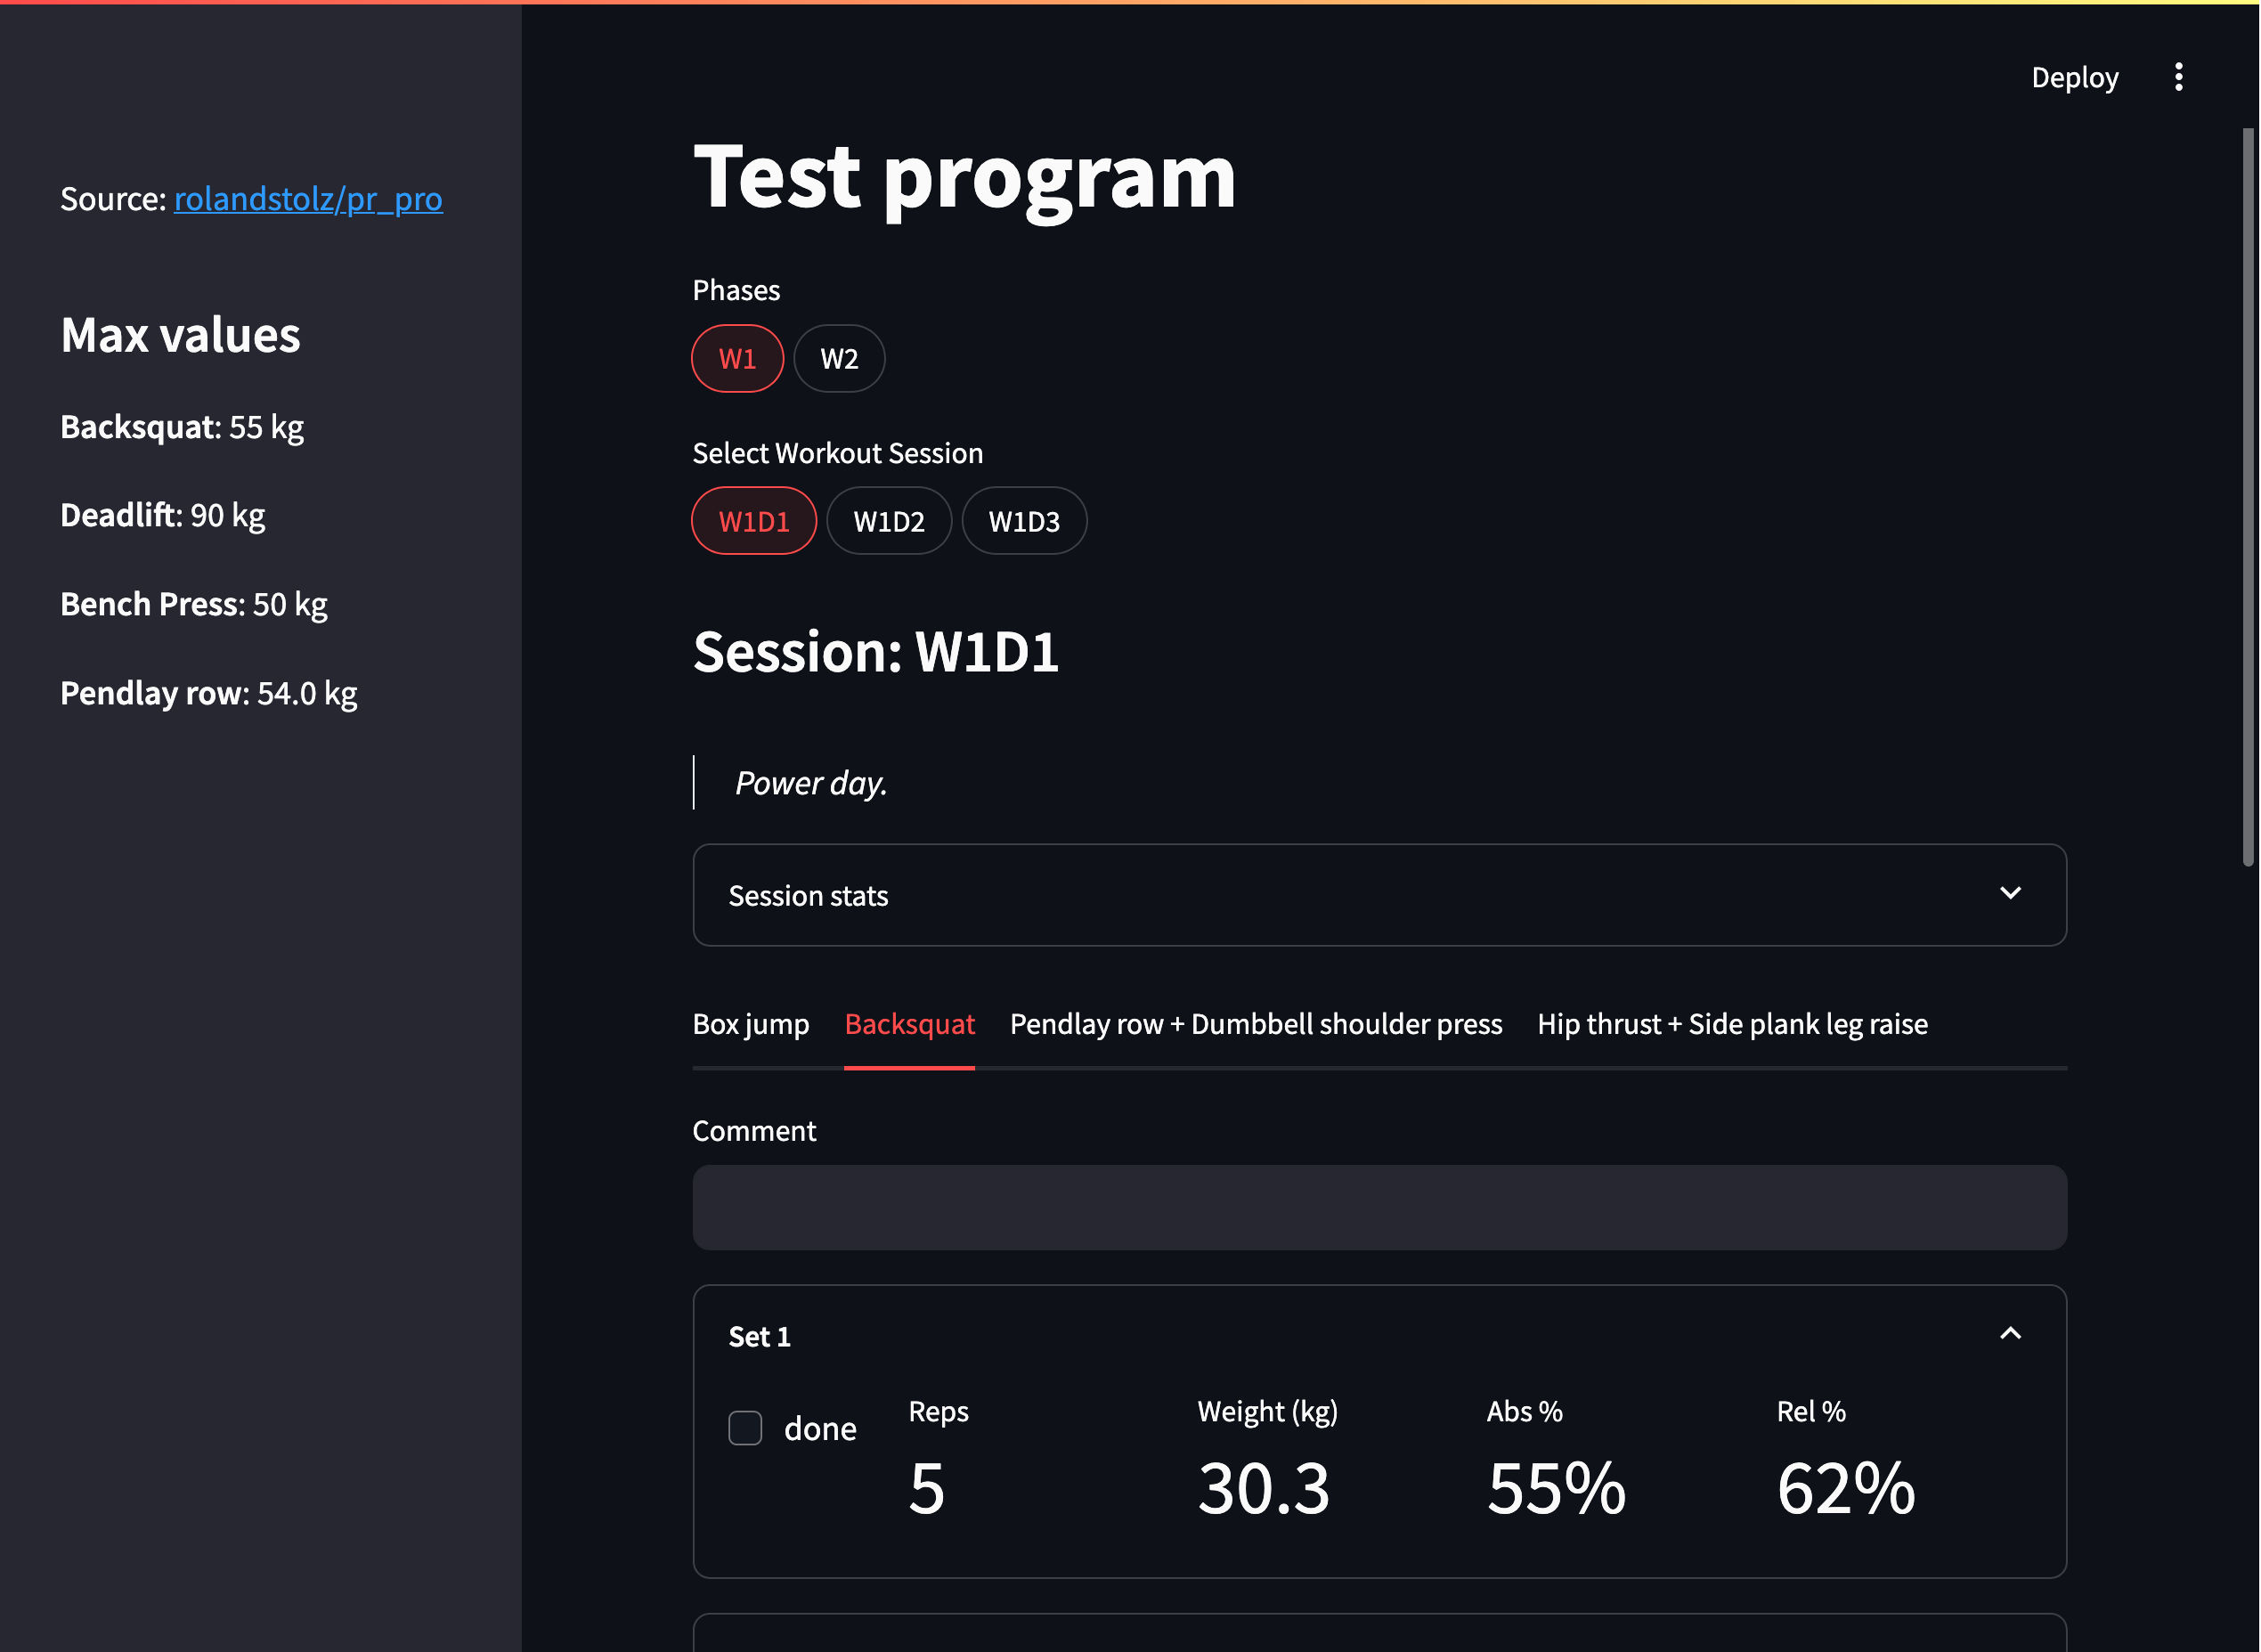 Deploy
Source: rolandstolz/pr_pro
Max values
Backsquat: 55 kg
Deadlift: 90 kg
Bench Press: 50 kg
Pendlay row: 54.0 kg
Test program
Phases
W1 W2
Select Workout Session
W1D1 W1D2 W1D3
Session: W1D1
Power day.
Session stats
Box jump Backsquat Pendlay row + Dumbbell shoulder press Hip thrust + Side plank leg raise
Comment
Set 1
done
Reps Weight (kg) Abs % Rel %
5 30.3 55% 62%